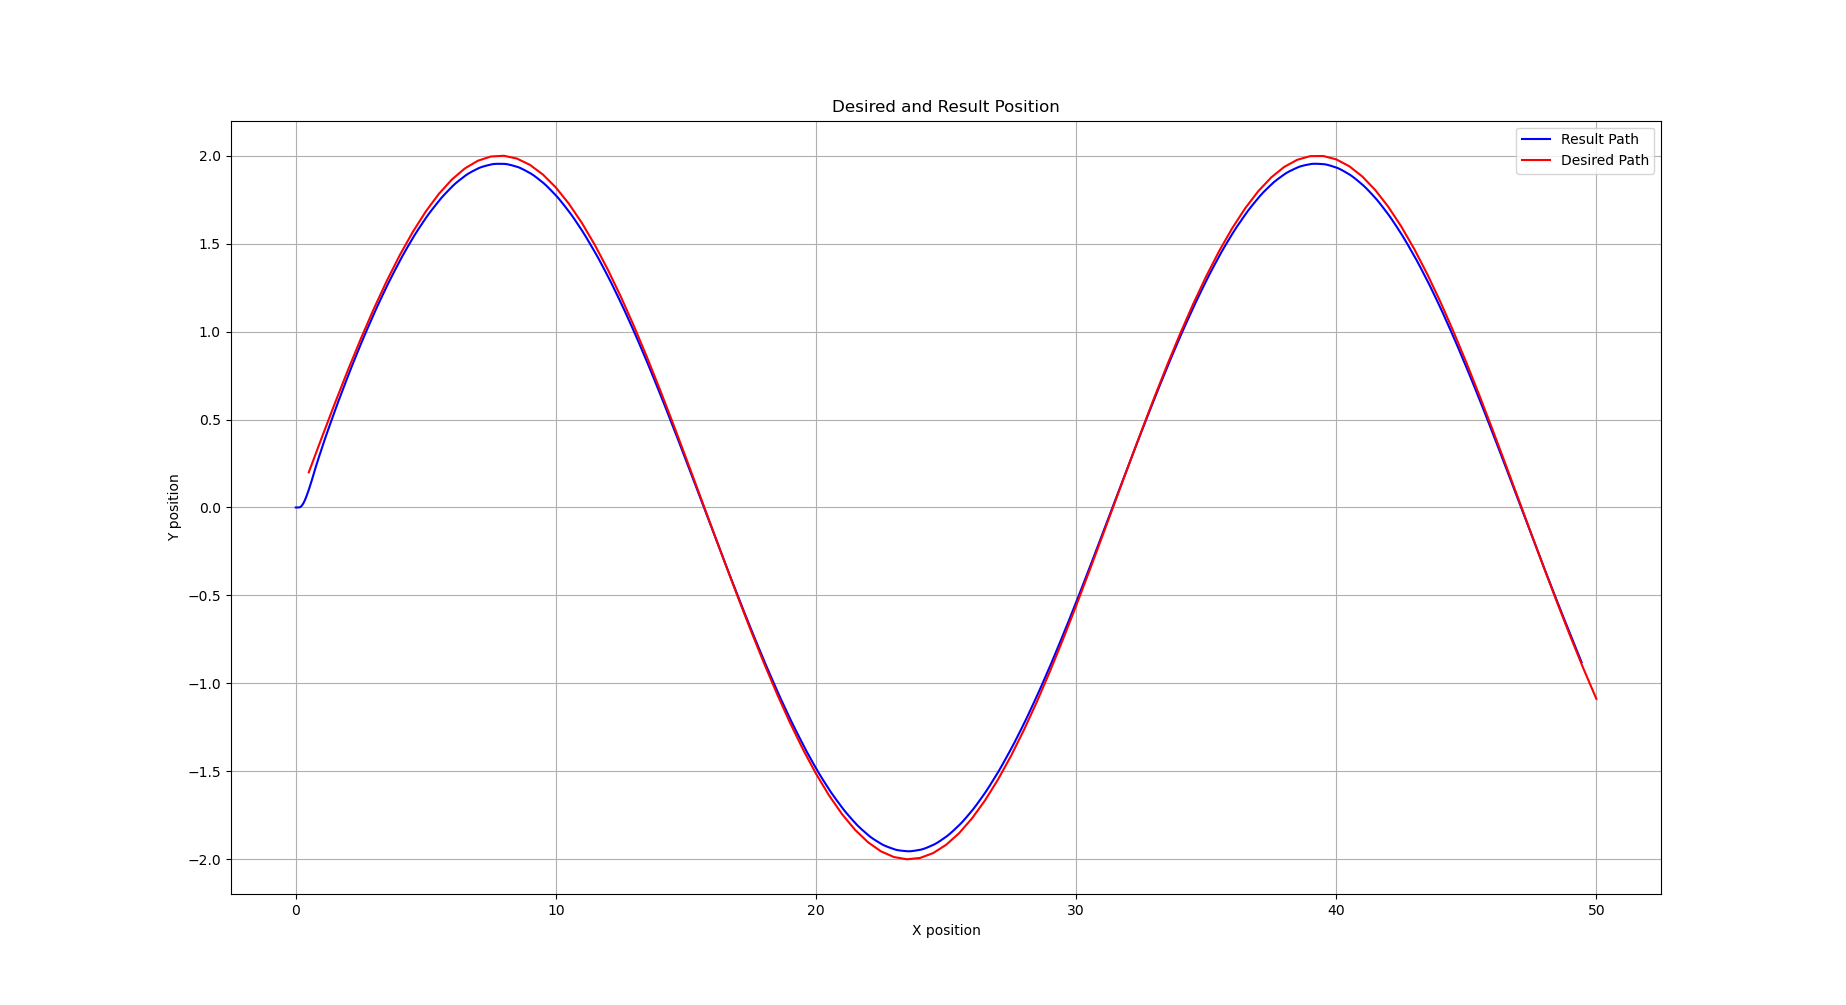 Desired and Result Position
Result Path
Desired Path
2.0
1.5
1.0
0.5
0.0
−0.5
−1.0
−1.5
−2.0
Y position
0 10 20 30 40 50
X position